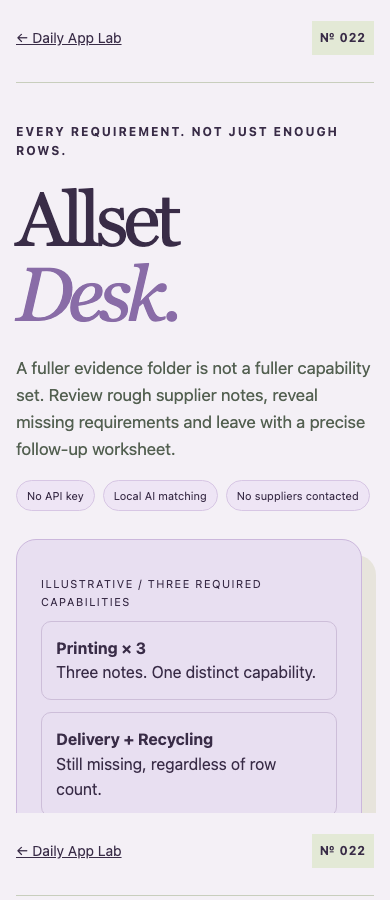 ← Daily App Lab
Nº 022
EVERY REQUIREMENT. NOT JUST ENOUGH
ROWS.
Allset
Desk.
A fuller evidence folder is not a fuller capability
set. Review rough supplier notes, reveal
missing requirements and leave with a precise
follow-up worksheet.
No API key
Local AI matching
No suppliers contacted
ILLUSTRATIVE / THREE REQUIRED
CAPABILITIES
Printing × 3
Three notes. One distinct capability.
Delivery + Recycling
Still missing, regardless of row
count.
← Daily App Lab
Nº 022